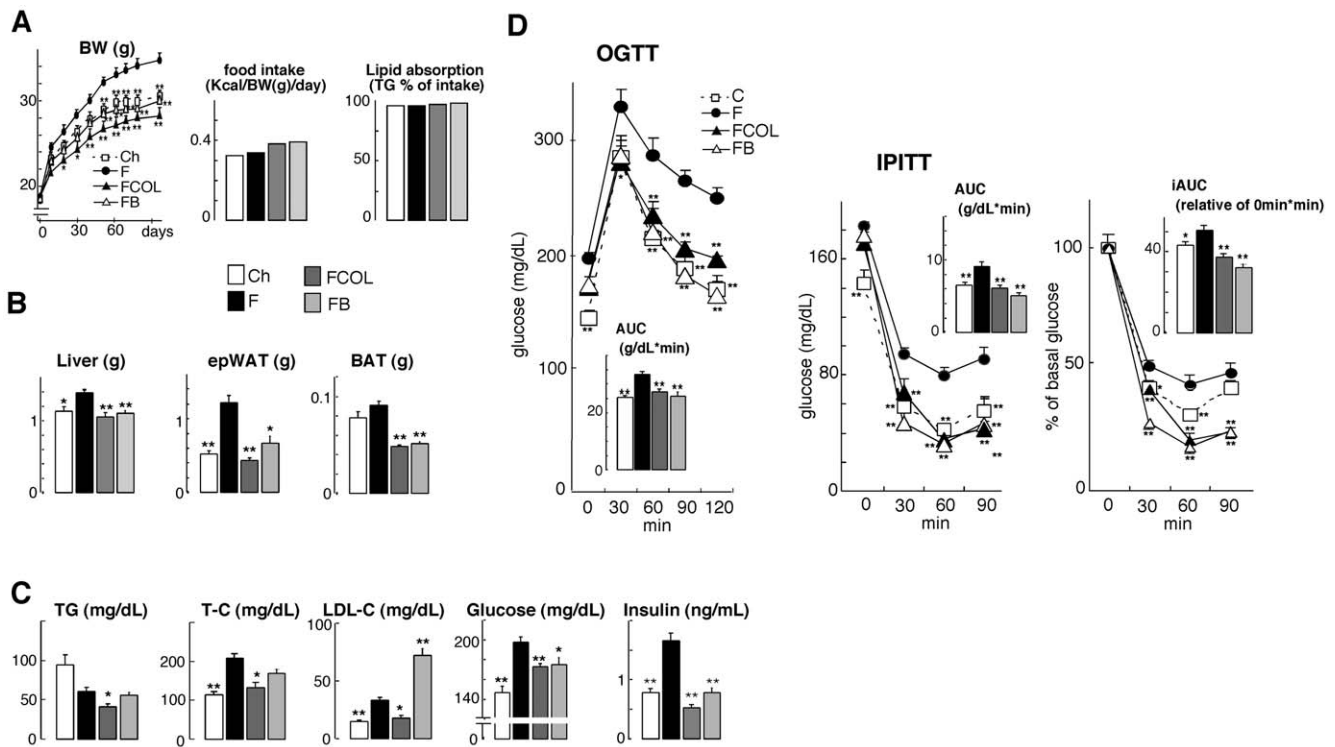 A
BW (g)
30
20
0 30 60 days
Ch
F
FCOL
FB
food intake
(Kcal/BW(g)/day)
0.4
0
Lipid absorption
(TG % of intake)
100
50
0
Ch
F
FCOL
FB
B
Liver (g)
1
0
* ** **
epWAT (g)
1
0
** ** *
BAT (g)
0.1
0
** **
C
TG (mg/dL)
100
50
0
*
T-C (mg/dL)
200
100
0
** *
LDL-C (mg/dL)
100
50
0
** * **
Glucose (mg/dL)
200
140
0
** ** *
Insulin (ng/mL)
1
0
** ** **
D
OGTT
C
F
FCOL
FB
glucose (mg/dL)
300
200
100
0
0 30 60 90 120
min
AUC
(g/dL*min)
20
0
** ** **
IPITT
glucose (mg/dL)
160
120
80
40
0
0 30 60 90
min
AUC
(g/dL*min)
10
5
0
** ** **
% of basal glucose
100
50
0
0 30 60 90
min
iAUC
(relative of 0min*min)
40
20
0
* ** **